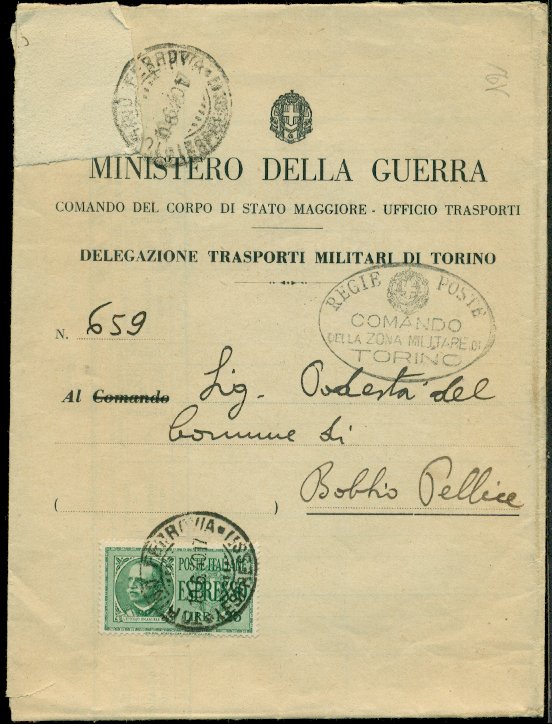 MINISTERO DELLA GUERRA
COMANDO DEL CORPO DI STATO MAGGIORE - UFFICIO TRASPORTI
DELEGAZIONE TRASPORTI MILITARI DI TORINO
REGIE POSTE
COMANDO
DELLA ZONA MILITARE DI
TORINO
N. 659
Al Comando Sig. Podestà del
Comune di
( ) Bobbio Pellice
FERROVIA
POSTE ITALIANE
ESPRESSO